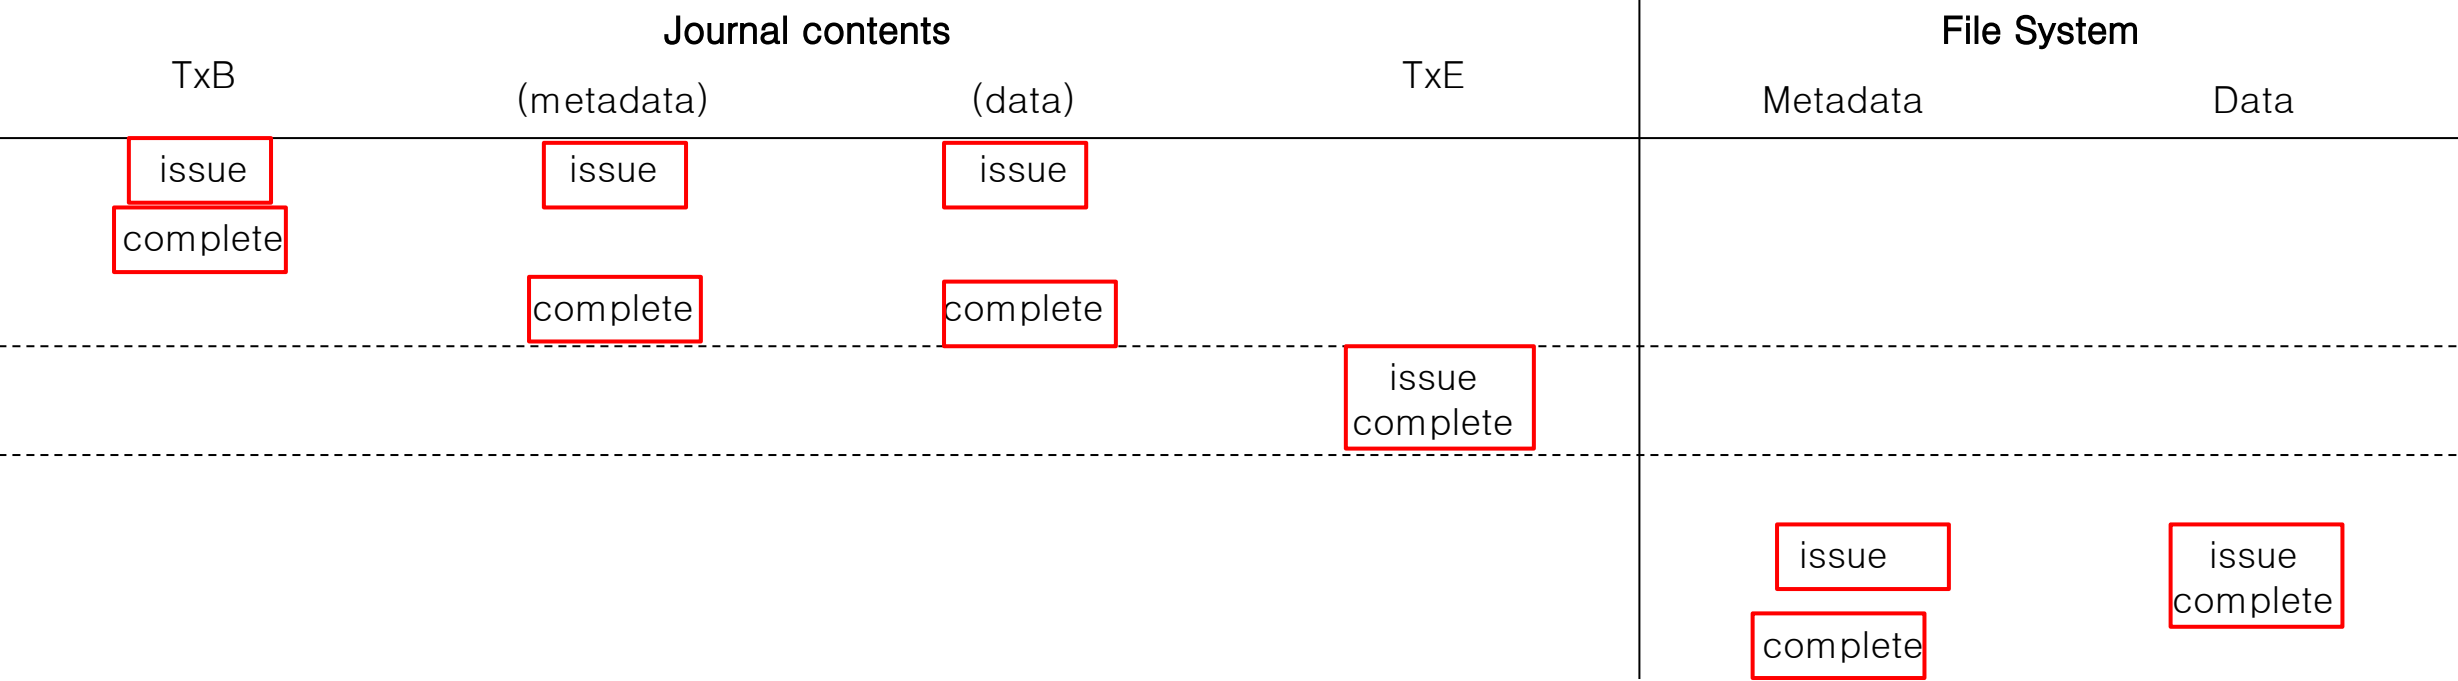 Journal contents File System
TxB (metadata) (data) TxE Metadata Data
issue issue issue
complete
complete complete
issue
complete
issue issue
complete
complete